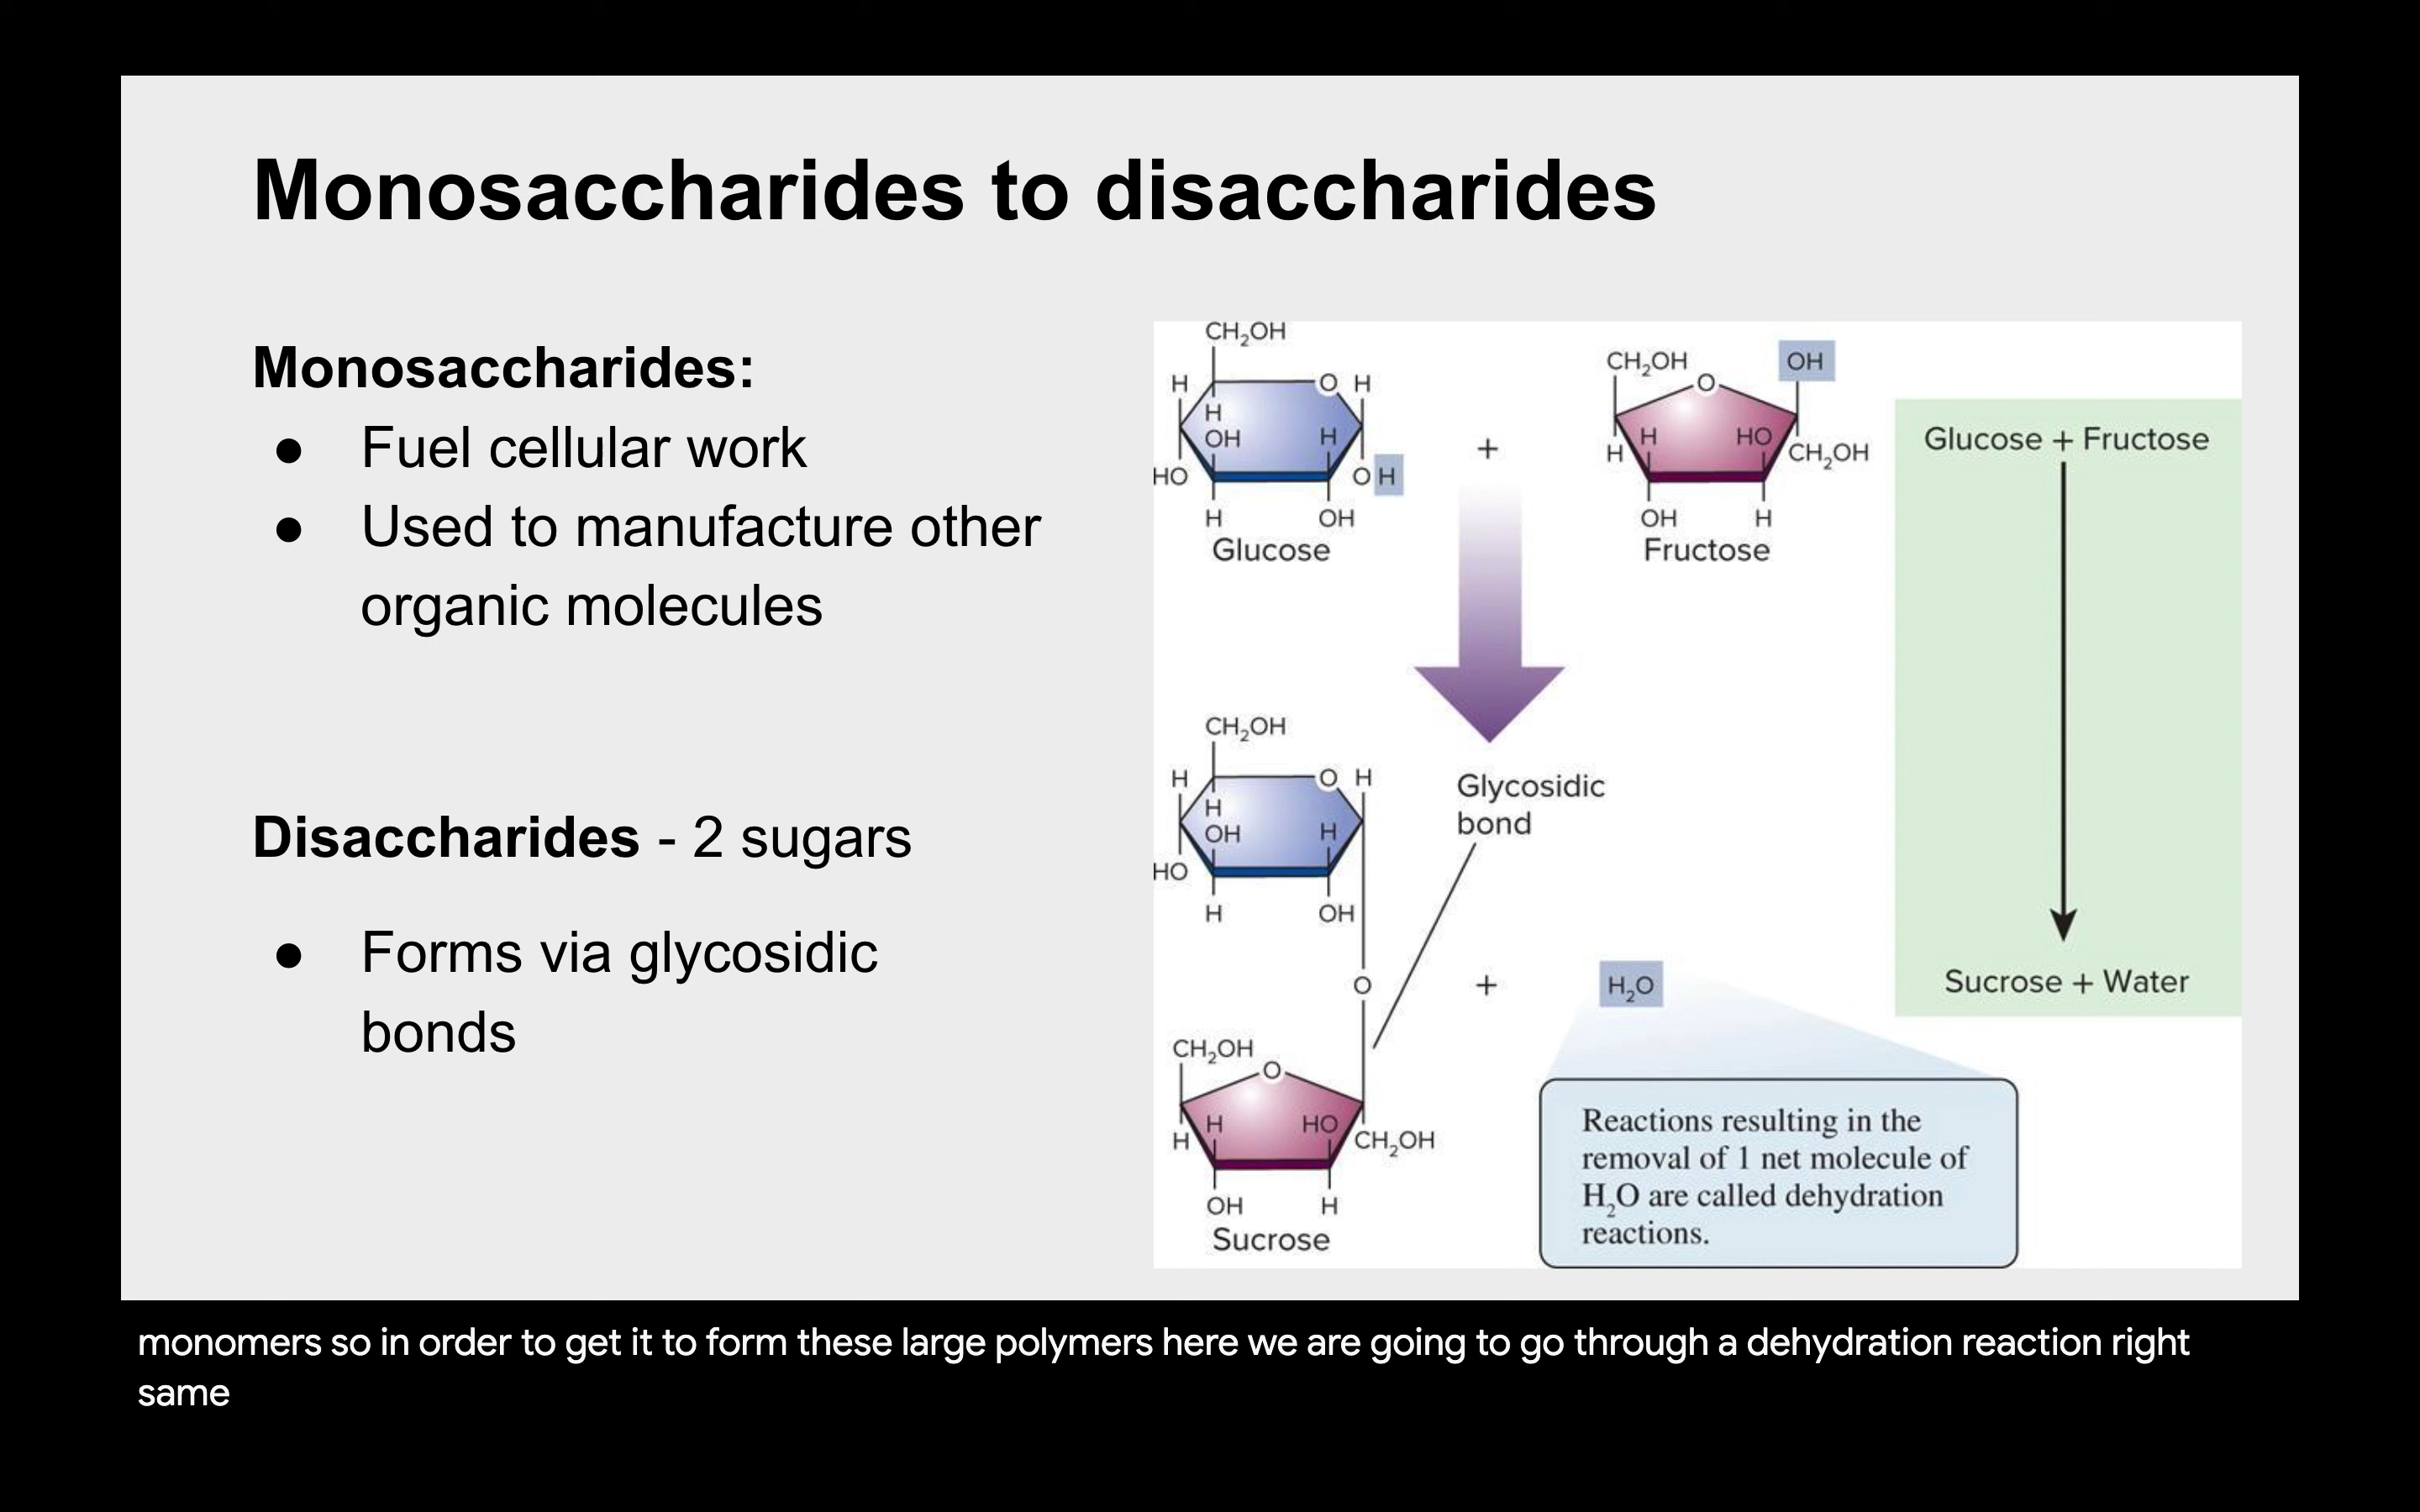 Monosaccharides to disaccharides
Monosaccharides:
● Fuel cellular work
● Used to manufacture other
organic molecules
Disaccharides - 2 sugars
● Forms via glycosidic
bonds
CH₂OH
H
O
H
H
OH
H
HO
O
H
H
OH
Glucose
+
CH₂OH
O
OH
H
H
HO
CH₂OH
OH
H
Fructose
Glucose + Fructose
Sucrose + Water
CH₂OH
H
O
H
H
OH
H
HO
H
OH
O
Glycosidic
bond
+
H₂O
CH₂OH
O
H
H
HO
CH₂OH
OH
H
Sucrose
Reactions resulting in the
removal of 1 net molecule of
H₂O are called dehydration
reactions.
monomers so in order to get it to form these large polymers here we are going to go through a dehydration reaction right
same